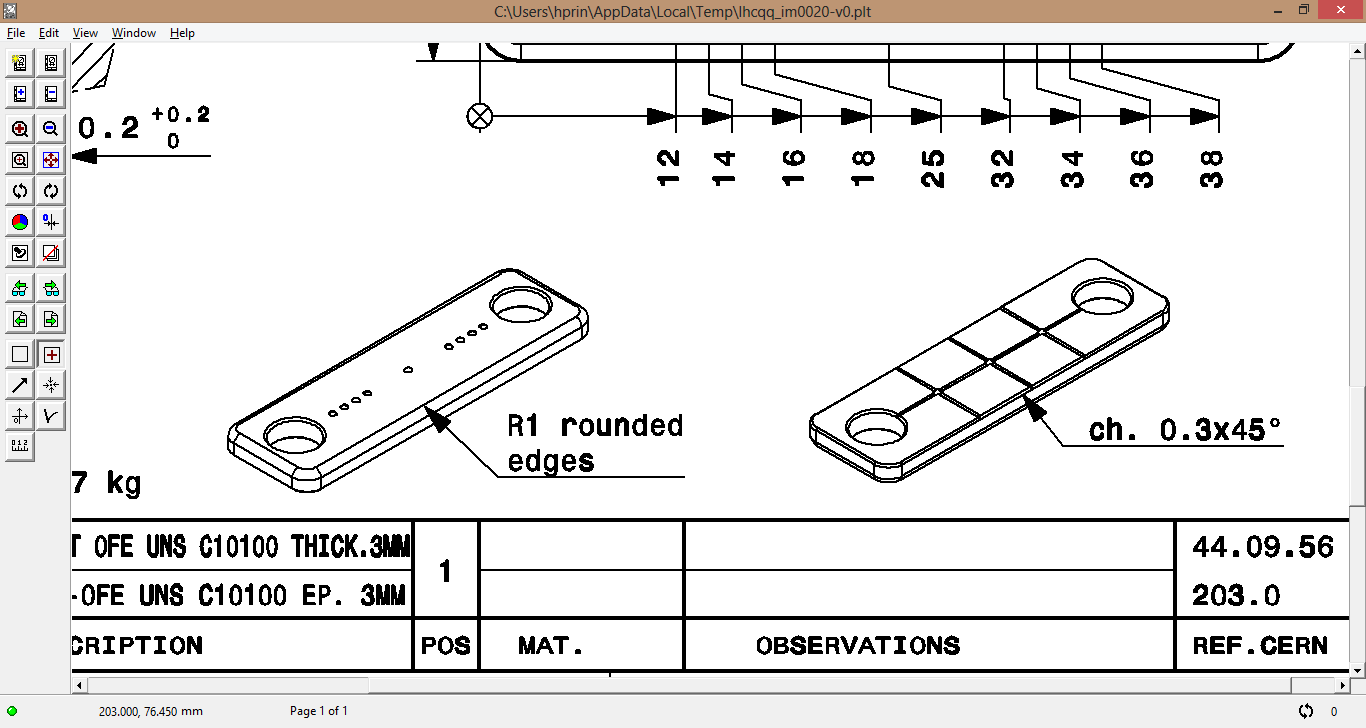 C:\Users\hprin\AppData\Local\Temp\lhcqq_im0020-v0.plt
File Edit View Window Help
0.2 +0.2
0
12 14 16 18 25 32 34 36 38
R1 rounded
edges
ch. 0.3x45°
7 kg
T OFE UNS C10100 THICK.3MM
1
44.09.56
-OFE UNS C10100 EP. 3MM
203.0
CRIPTION POS MAT. OBSERVATIONS REF.CERN
203.000, 76.450 mm Page 1 of 1 0